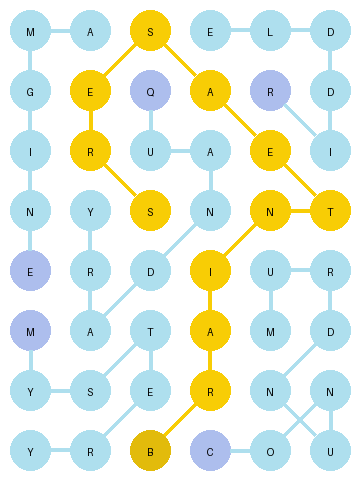 M A S E L D
G E Q A R D
I R U A E I
N Y S N N T
E R D I U R
M A T A M D
Y S E R N N
Y R B C O U